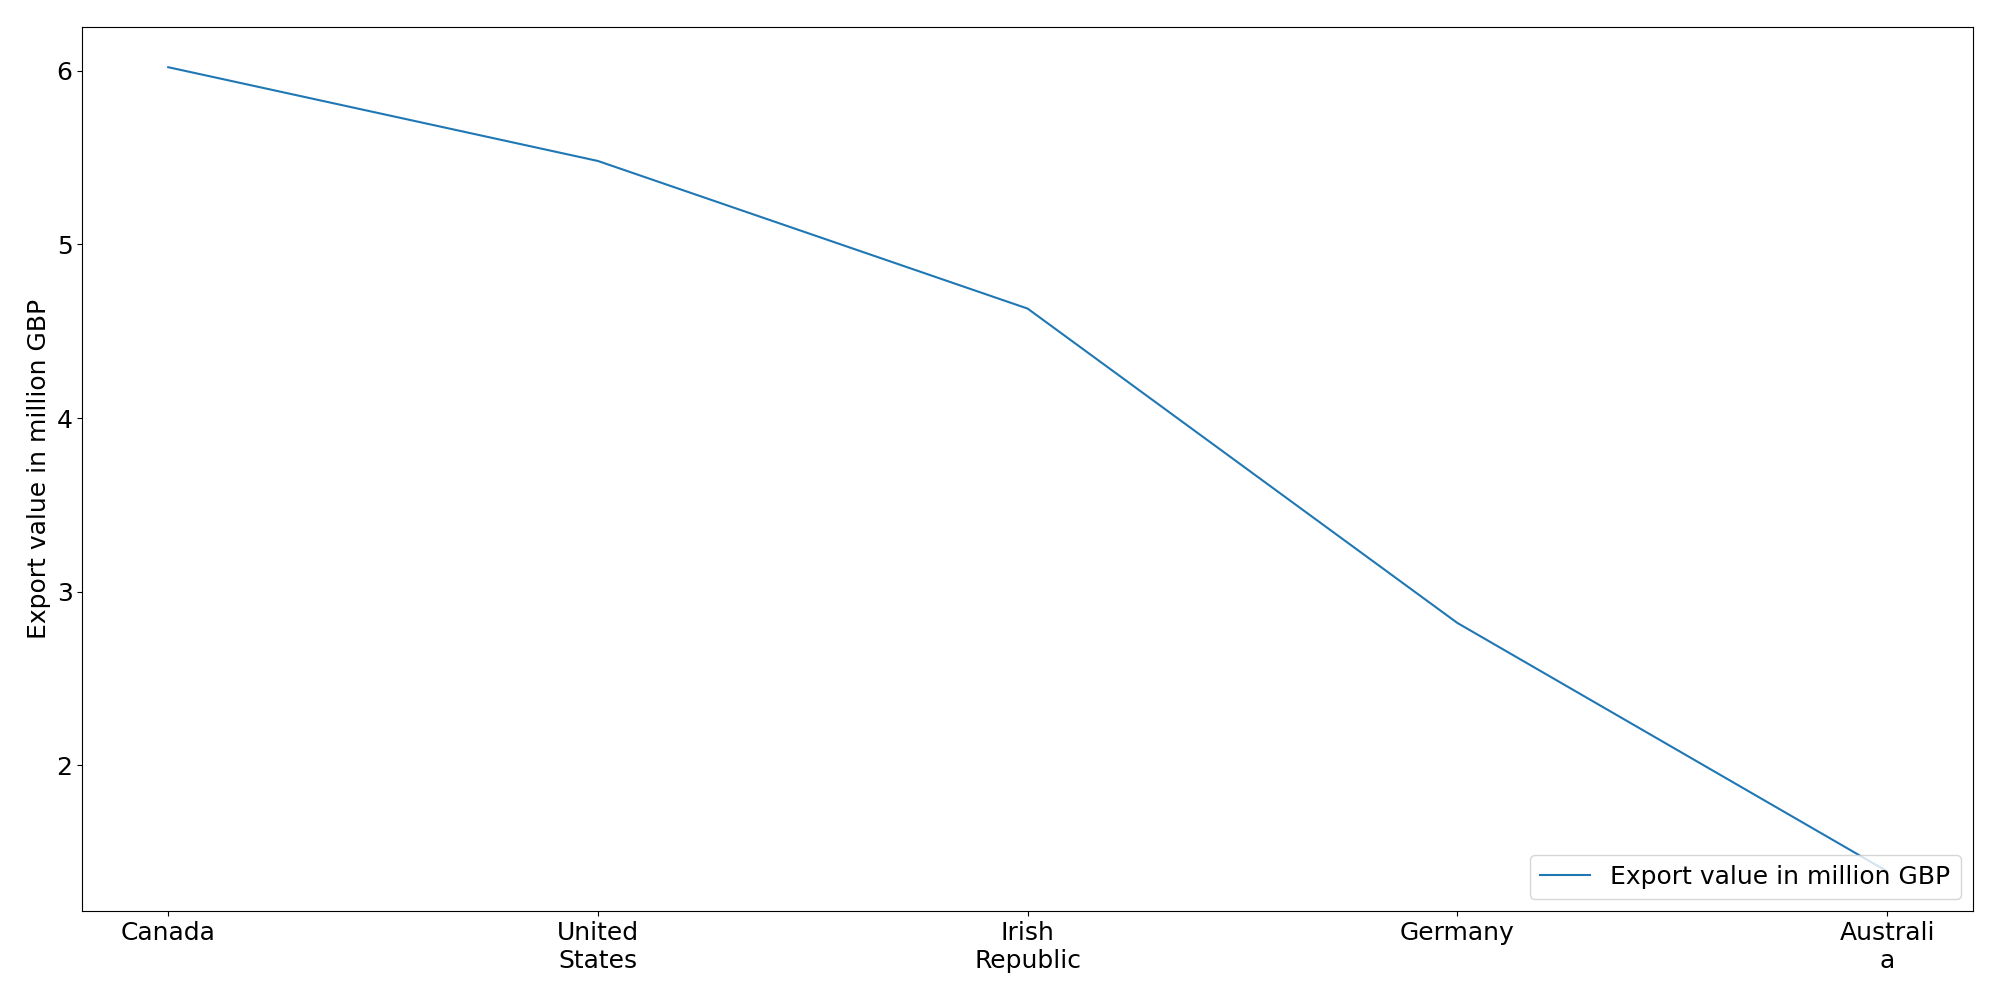 Export value in million GBP
6
5
4
3
2
Export value in million GBP
Canada
United
States
Irish
Republic
Germany
Australi
a